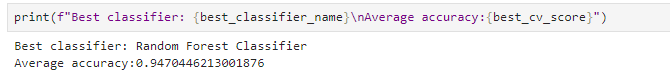 print(f"Best classifier: {best_classifier_name}\nAverage accuracy:{best_cv_score}")
Best classifier: Random Forest Classifier
Average accuracy:0.9470446213001876